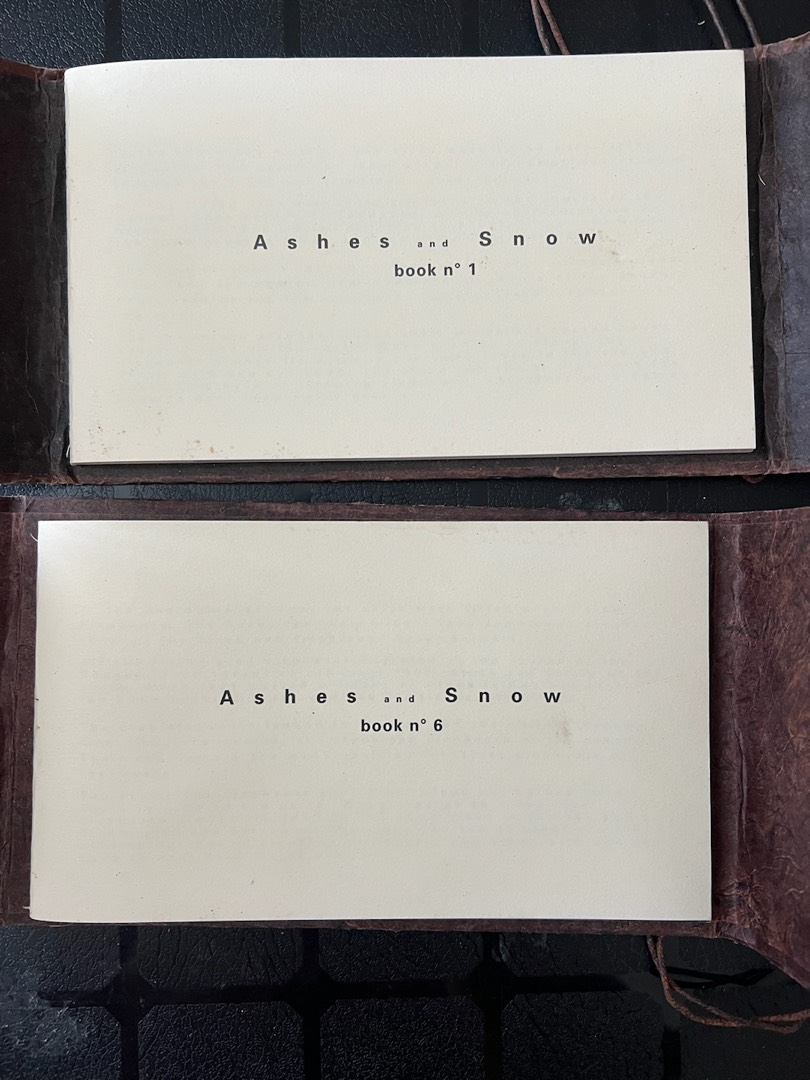 Ashes and Snow
book n° 1
Ashes and Snow
book n° 6